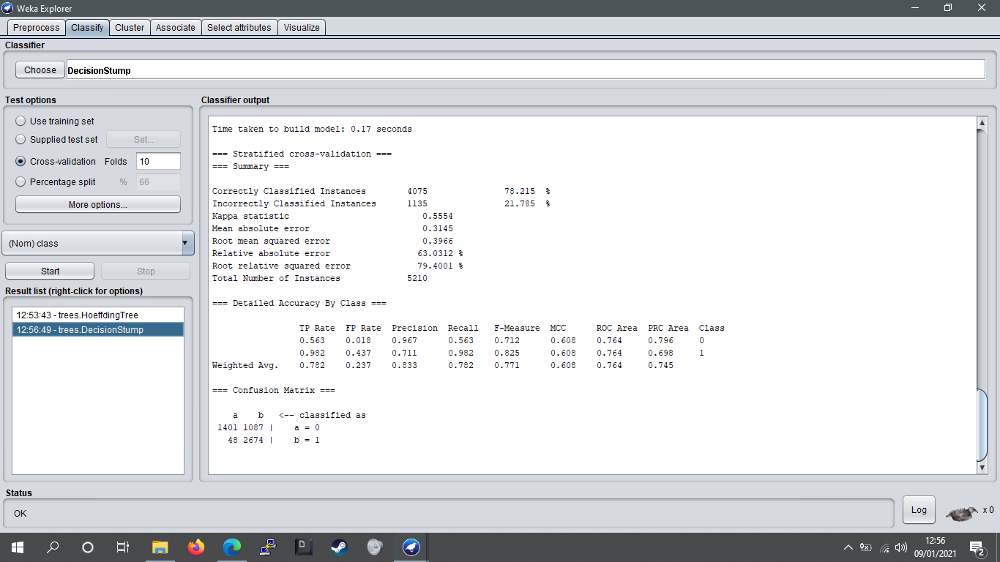 Weka Explorer
Preprocess Classify Cluster Associate Select attributes Visualize
Classifier
Choose DecisionStump
Test options
Use training set
Supplied test set Set...
Cross-validation Folds 10
Percentage split % 66
More options...
(Nom) class
Start Stop
Result list (right-click for options)
12:53:43 - trees.HoeffdingTree
12:56:49 - trees.DecisionStump
Classifier output
Time taken to build model: 0.17 seconds
=== Stratified cross-validation ===
=== Summary ===
Correctly Classified Instances 4075 78.215 %
Incorrectly Classified Instances 1135 21.785 %
Kappa statistic 0.5554
Mean absolute error 0.3145
Root mean squared error 0.3966
Relative absolute error 63.0312 %
Root relative squared error 79.4001 %
Total Number of Instances 5210
=== Detailed Accuracy By Class ===
TP Rate FP Rate Precision Recall F-Measure MCC ROC Area PRC Area Class
0.563 0.018 0.967 0.563 0.712 0.608 0.764 0.796 0
0.982 0.437 0.711 0.982 0.825 0.608 0.764 0.698 1
Weighted Avg. 0.782 0.237 0.833 0.782 0.771 0.608 0.764 0.745
=== Confusion Matrix ===
a b <-- classified as
1401 1087 | a = 0
48 2674 | b = 1
Status
OK
Log x 0
12:56
09/01/2021
2